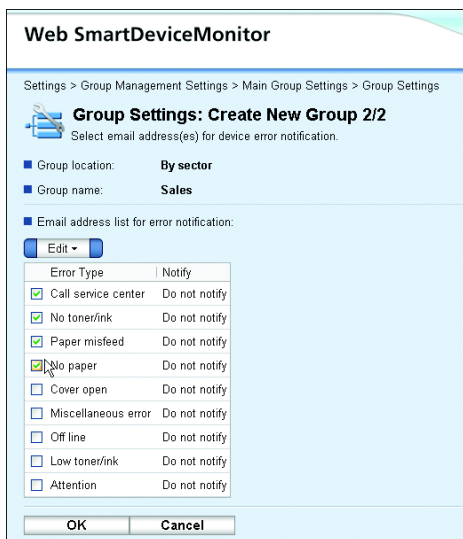 Web SmartDeviceMonitor
Settings > Group Management Settings > Main Group Settings > Group Settings
Group Settings: Create New Group 2/2
Select email address(es) for device error notification.
Group location: By sector
Group name: Sales
Email address list for error notification:
Edit
Error Type Notify
Call service center Do not notify
No toner/ink Do not notify
Paper misfeed Do not notify
No paper Do not notify
Cover open Do not notify
Miscellaneous error Do not notify
Off line Do not notify
Low toner/ink Do not notify
Attention Do not notify
OK Cancel